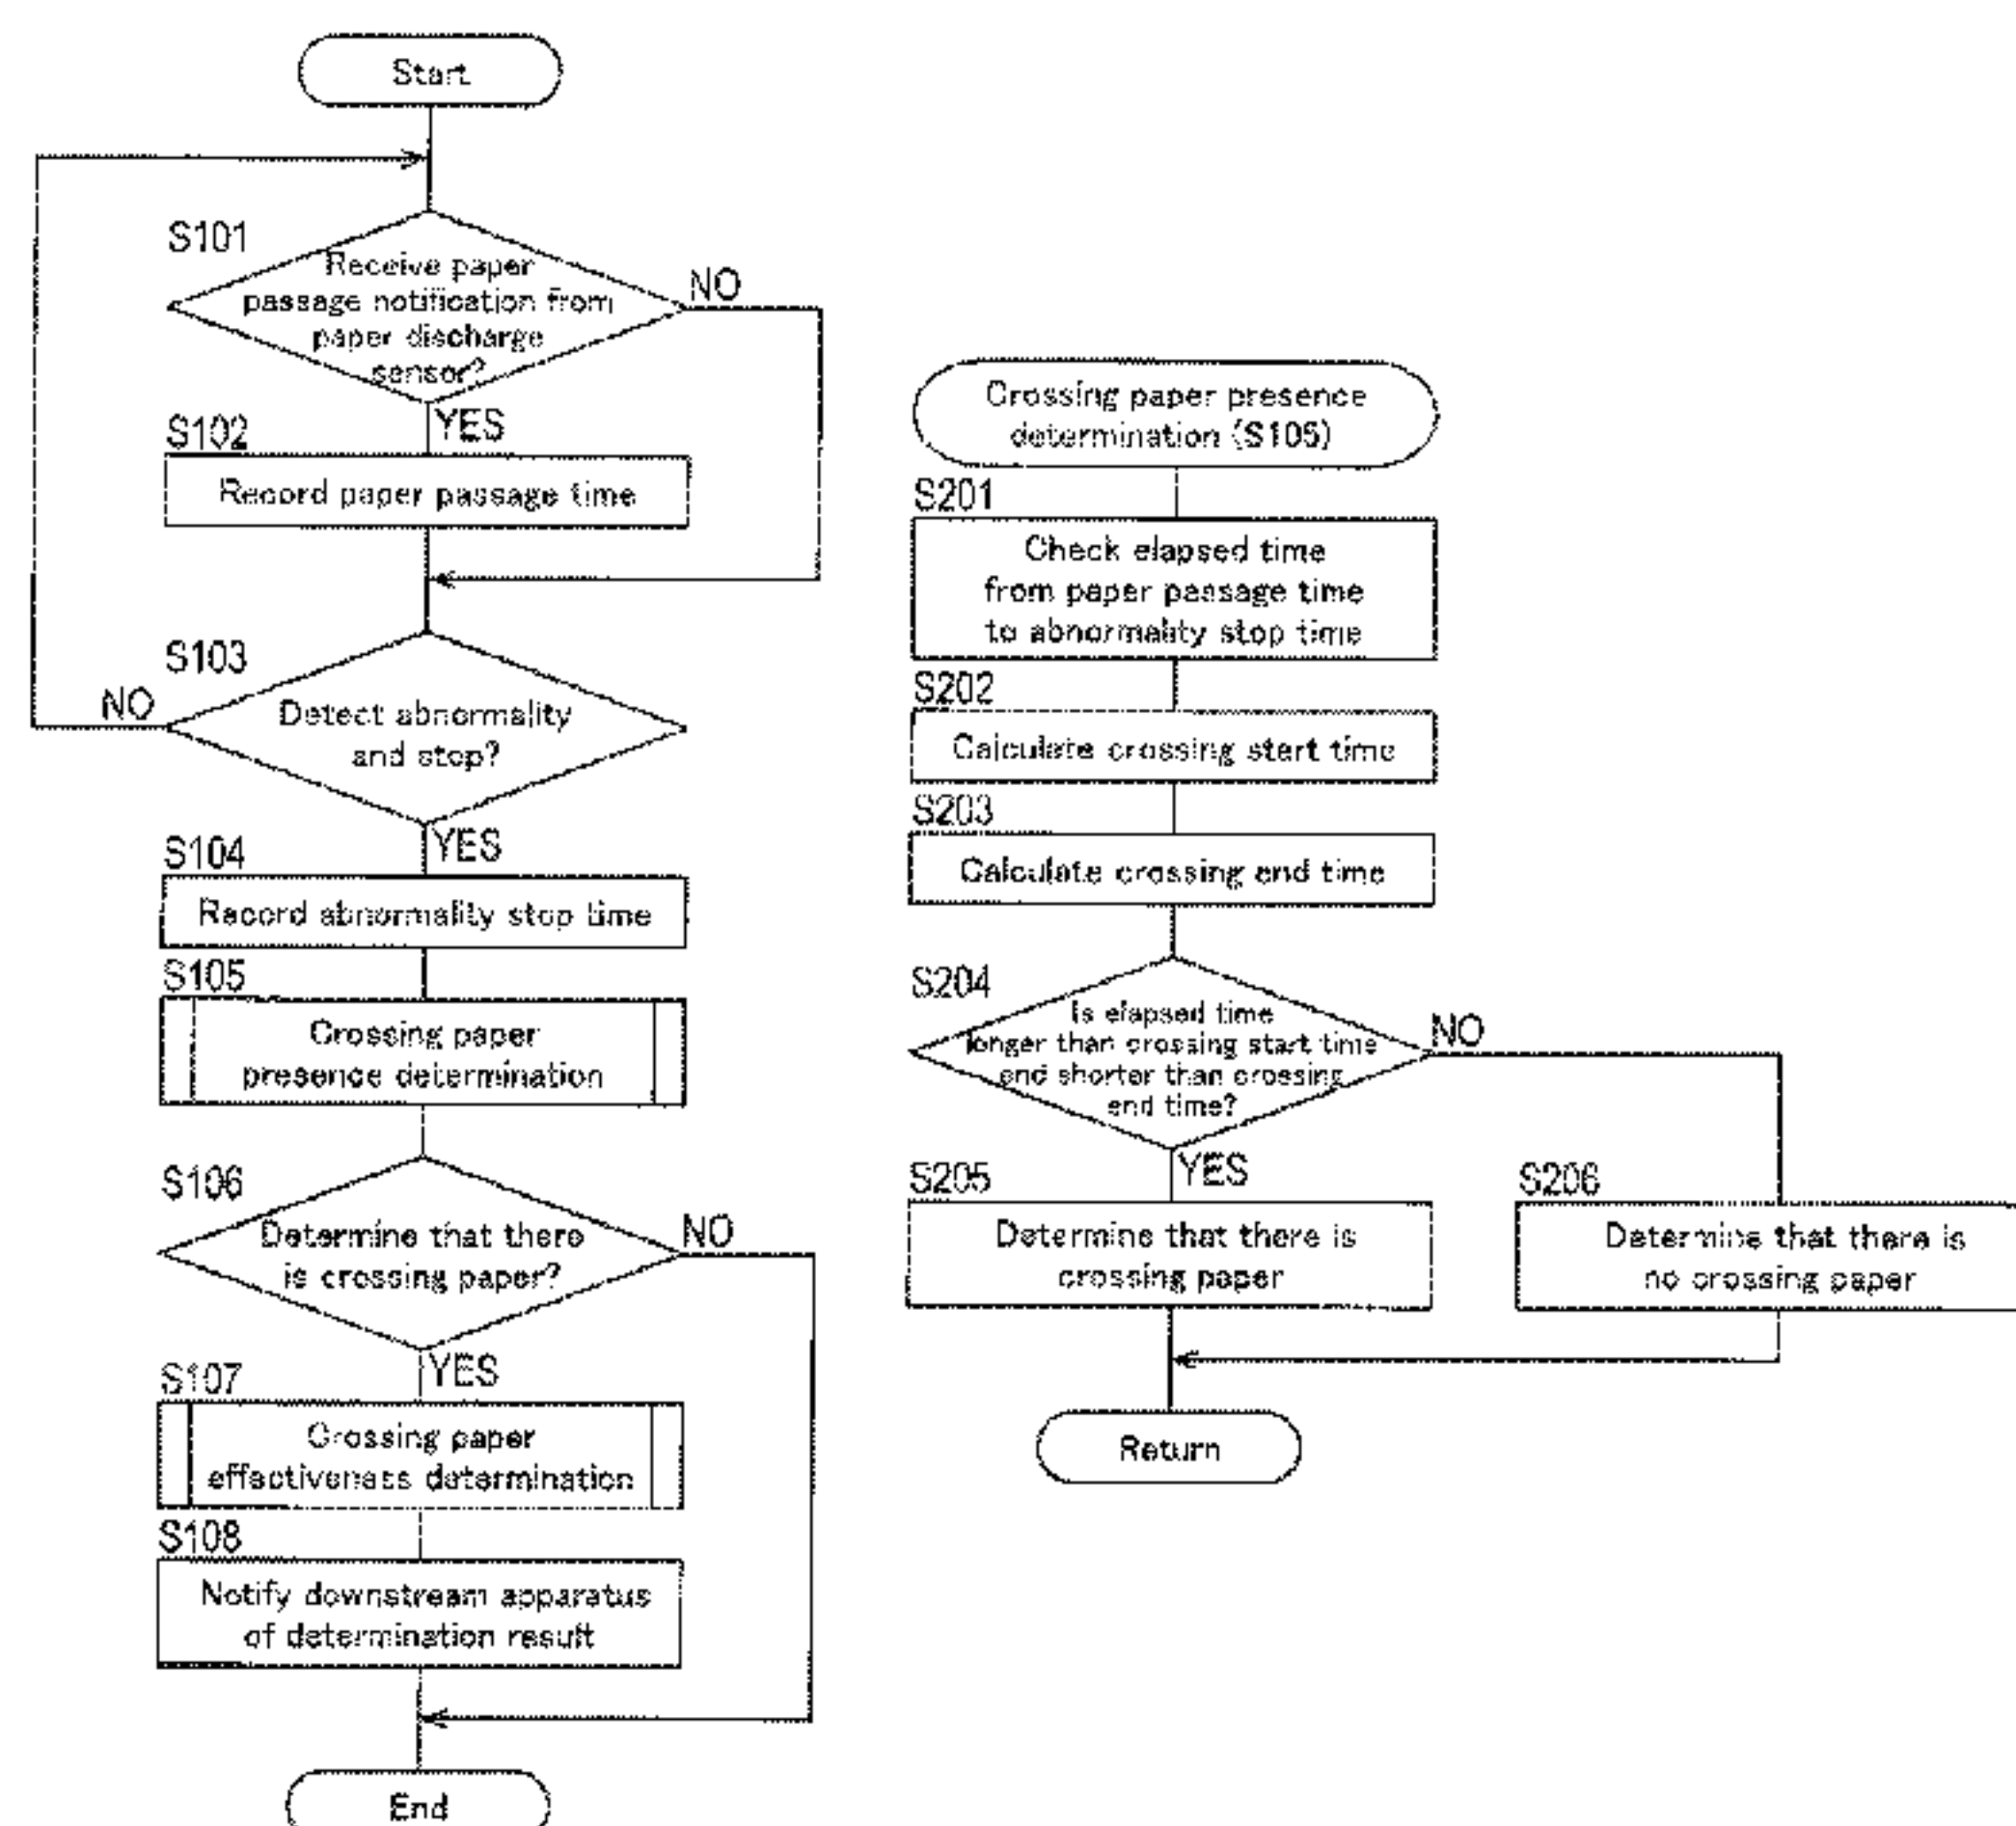 Start
S101
Receive paper
passage notification from
paper discharge
sensor?
NO
YES
S102
Record paper passage time
S103
NO
Detect abnormality
and stop?
YES
S104
Record abnormality stop time
S105
Crossing paper
presence determination
S106
Determine that there
is crossing paper?
NO
YES
S107
Crossing paper
effectiveness determination
S108
Notify downstream apparatus
of determination result
End
Crossing paper presence
determination (S105)
S201
Check elapsed time
from paper passage time
to abnormality stop time
S202
Calculate crossing start time
S203
Calculate crossing end time
S204
Is elapsed time
longer than crossing start time
and shorter than crossing
end time?
NO
YES
S205
Determine that there is
crossing paper
S206
Determine that there is
no crossing paper
Return